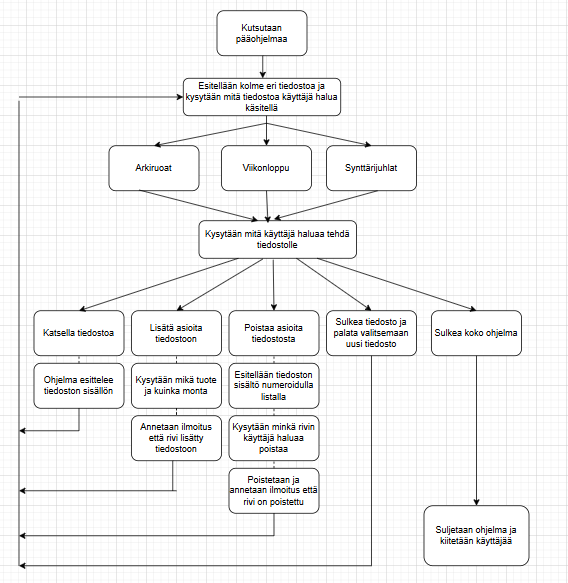 Kutsutaan
pääohjelmaa
Esitellään kolme eri tiedostoa ja
kysytään mitä tiedostoa käyttäjä halua
käsitellä
Arkiruoat
Viikonloppu
Synttärijuhlat
Kysytään mitä käyttäjä haluaa tehdä
tiedostolle
Katsella tiedostoa
Lisätä asioita
tiedostoon
Poistaa asioita
tiedostosta
Sulkea tiedosto ja
palata valitsemaan
uusi tiedosto
Sulkea koko ohjelma
Ohjelma esittelee
tiedoston sisällön
Kysytään mikä tuote
ja kuinka monta
Esitellään tiedoston
sisältö numeroidulla
listalla
Annetaan ilmoitus
että rivi lisätty
tiedostoon
Kysytään minkä rivin
käyttäjä haluaa
poistaa
Poistetaan ja
annetaan ilmoitus että
rivi on poistettu
Suljetaan ohjelma ja
kiitetään käyttäjää